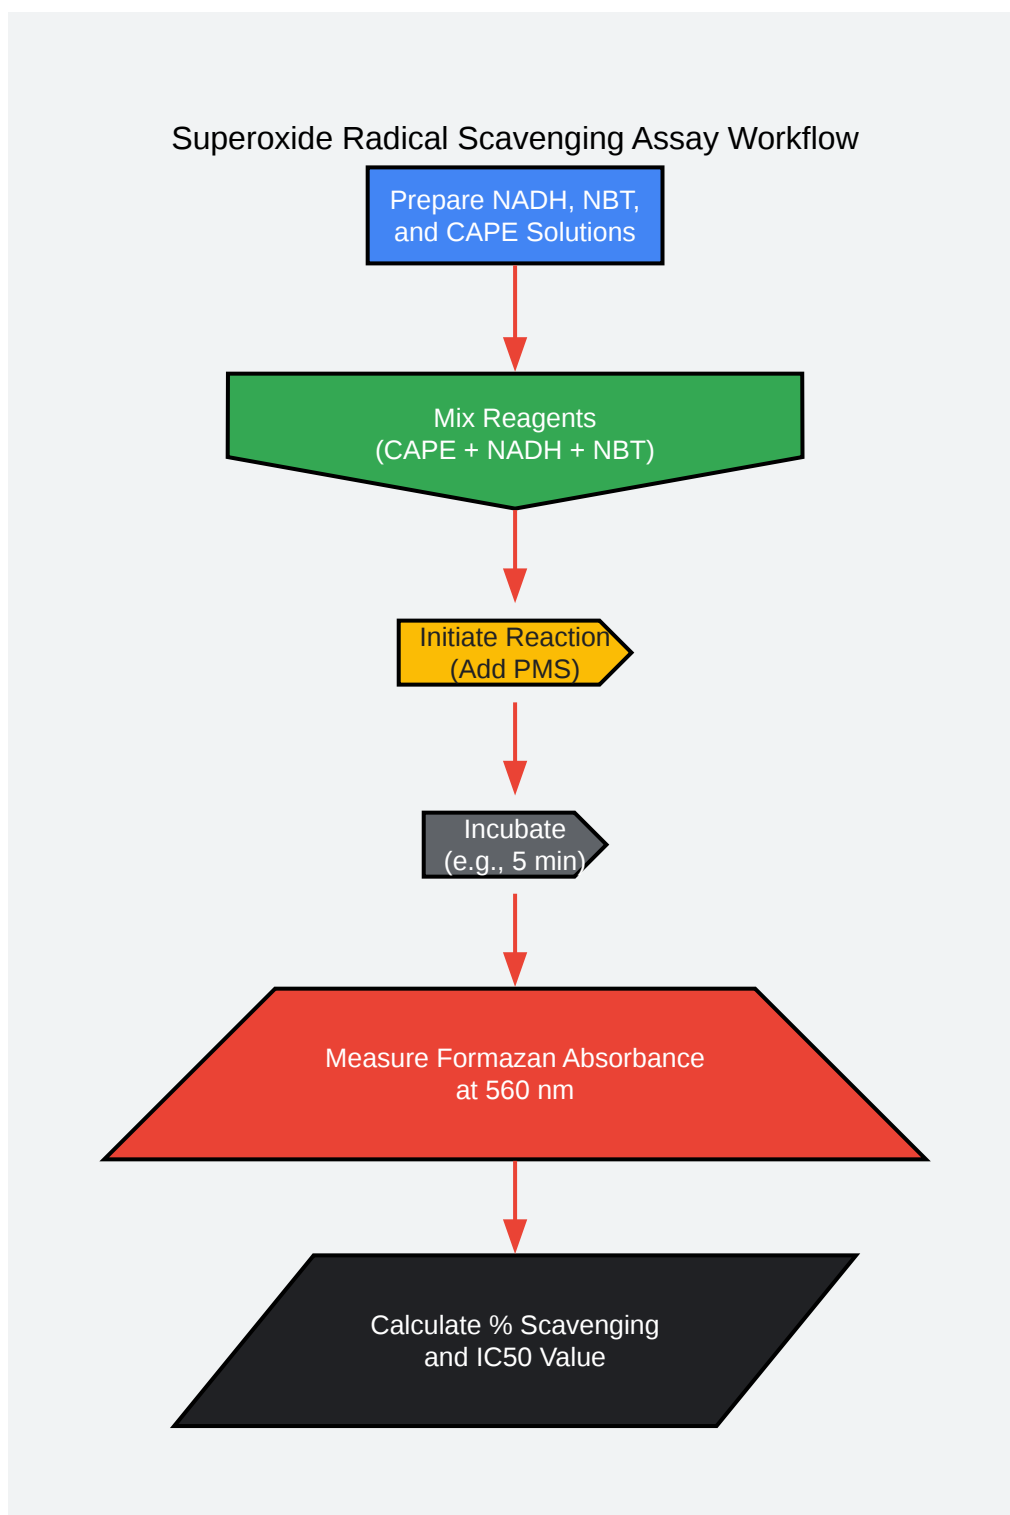 Superoxide Radical Scavenging Assay Workflow
Prepare NADH, NBT,
and CAPE Solutions
Mix Reagents
(CAPE + NADH + NBT)
Initiate Reaction
(Add PMS)
Incubate
(e.g., 5 min)
Measure Formazan Absorbance
at 560 nm
Calculate % Scavenging
and IC50 Value